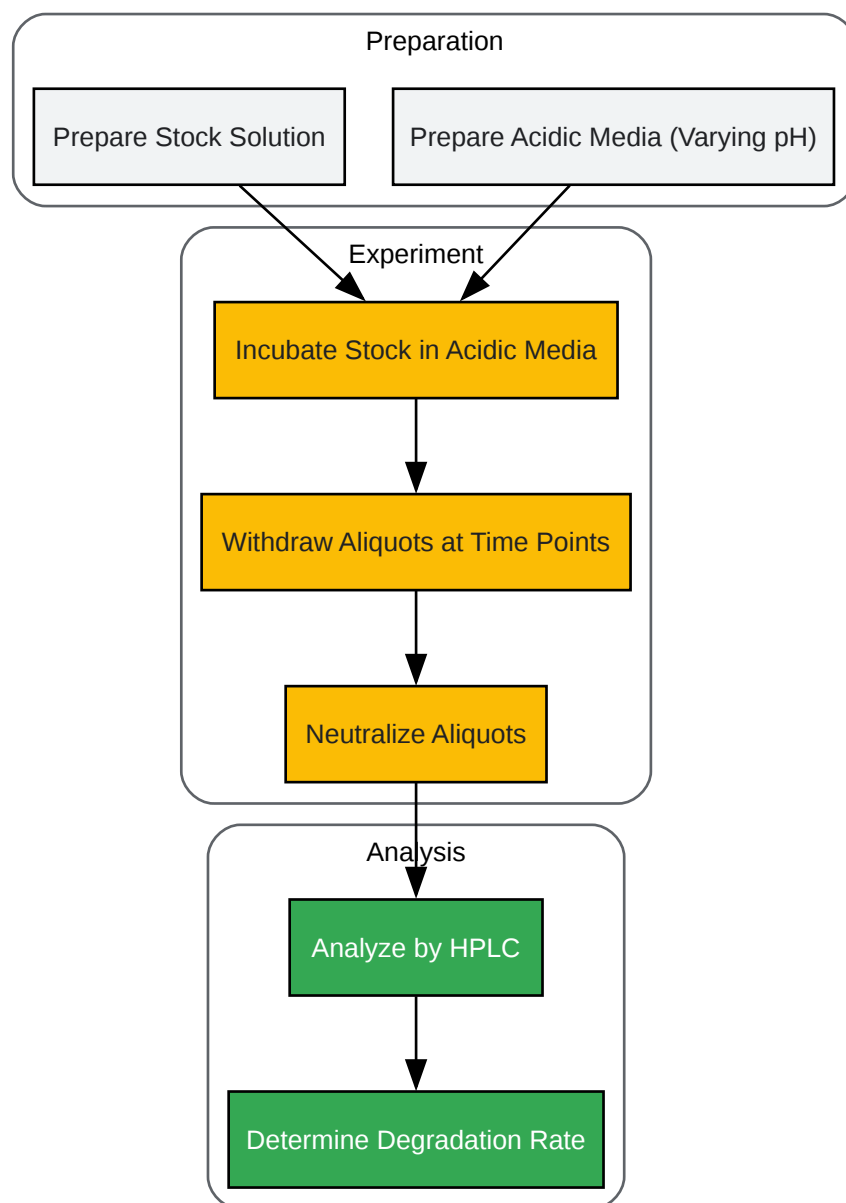 Preparation
Prepare Stock Solution
Prepare Acidic Media (Varying pH)
Experiment
Incubate Stock in Acidic Media
Withdraw Aliquots at Time Points
Neutralize Aliquots
Analysis
Analyze by HPLC
Determine Degradation Rate